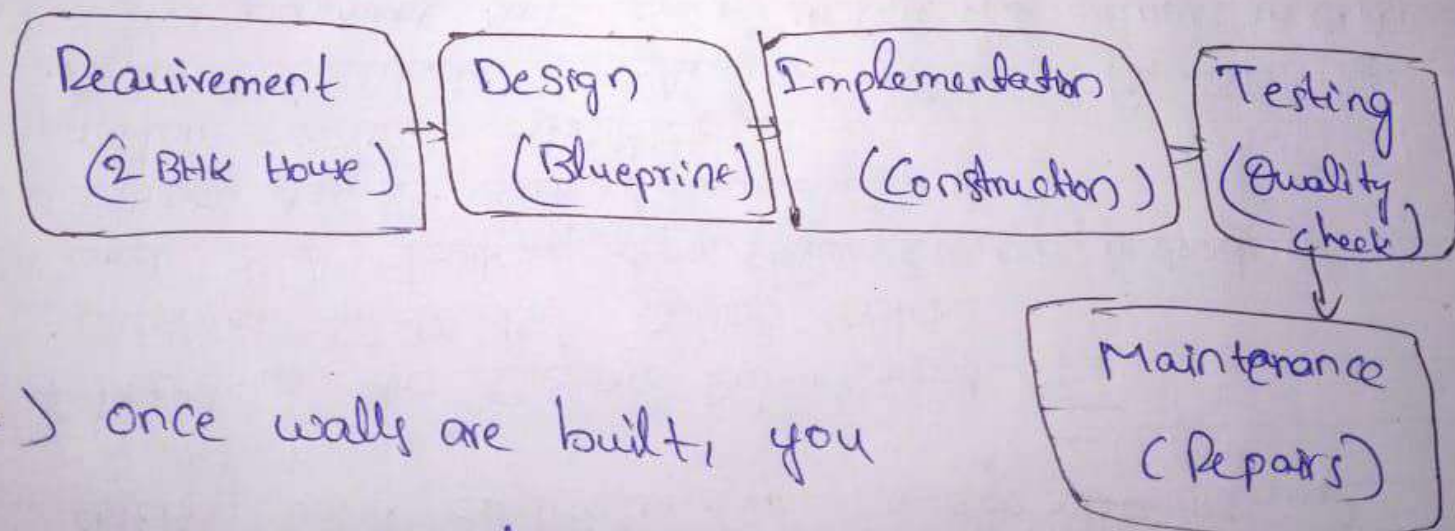 Reauirement
(2 BHK House)
Design
(Blueprint)
Implementation
(Construction)
Testing
(Quality
check)
Maintenance
(Repairs)
once walls are built, you